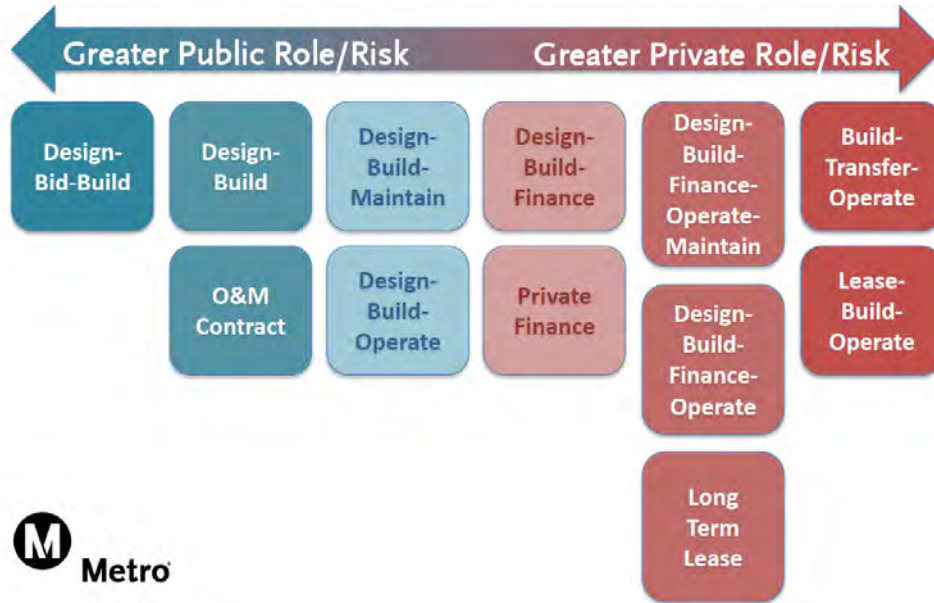 Greater Public Role/Risk
Greater Private Role/Risk
Design-
Bid-Build
Design-
Build
Design-
Build-
Maintain
Design-
Build-
Finance
Design-
Build-
Finance-
Operate-
Maintain
Build-
Transfer-
Operate
O&M
Contract
Design-
Build-
Operate
Private
Finance
Design-
Build-
Finance-
Operate
Lease-
Build-
Operate
Long
Term
Lease
M
Metro